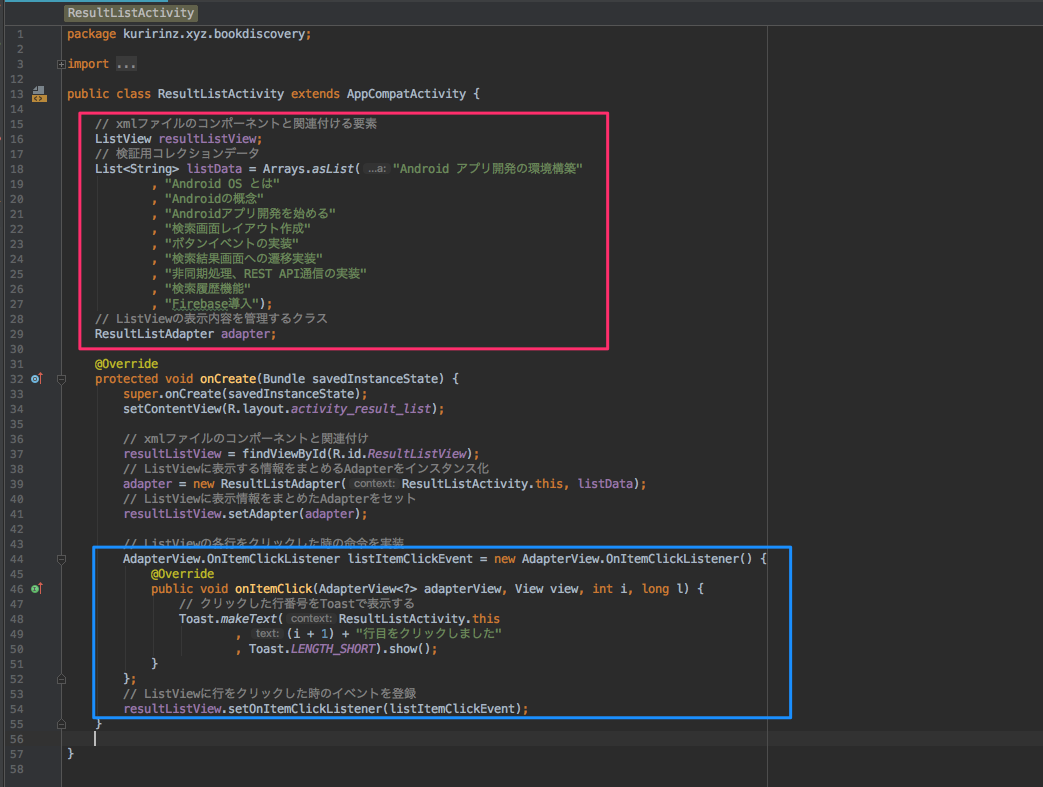 ResultListActivity
1 package kuririnz.xyz.bookdiscovery;
2
3 import ...
12
13 public class ResultListActivity extends AppCompatActivity {
14
15 // xmlファイルのコンポーネントと関連付ける要素
16 ListView resultListView;
17 // 検証用コレクションデータ
18 List<String> listData = Arrays.asList( ...a: "Android アプリ開発の環境構築"
19 , "Android OS とは"
20 , "Androidの概念"
21 , "Androidアプリ開発を始める"
22 , "検索画面レイアウト作成"
23 , "ボタンイベントの実装"
24 , "検索結果画面への遷移実装"
25 , "非同期処理、REST API通信の実装"
26 , "検索履歴機能"
27 , "Firebase導入");
28 // ListViewの表示内容を管理するクラス
29 ResultListAdapter adapter;
30
31 @Override
32 protected void onCreate(Bundle savedInstanceState) {
33 super.onCreate(savedInstanceState);
34 setContentView(R.layout.activity_result_list);
35
36 // xmlファイルのコンポーネントと関連付け
37 resultListView = findViewById(R.id.ResultListView);
38 // ListViewに表示する情報をまとめるAdapterをインスタンス化
39 adapter = new ResultListAdapter( context: ResultListActivity.this, listData);
40 // ListViewに表示情報をまとめたAdapterをセット
41 resultListView.setAdapter(adapter);
42
43 // ListViewの各行をクリックした時の命令を実装
44 AdapterView.OnItemClickListener listItemClickEvent = new AdapterView.OnItemClickListener() {
45 @Override
46 public void onItemClick(AdapterView<?> adapterView, View view, int i, long l) {
47 // クリックした行番号をToastで表示する
48 Toast.makeText( context: ResultListActivity.this
49 , text: (i + 1) + "行目をクリックしました"
50 , Toast.LENGTH_SHORT).show();
51 }
52 };
53 // ListViewに行をクリックした時のイベントを登録
54 resultListView.setOnItemClickListener(listItemClickEvent);
55 }
56
57 }
58